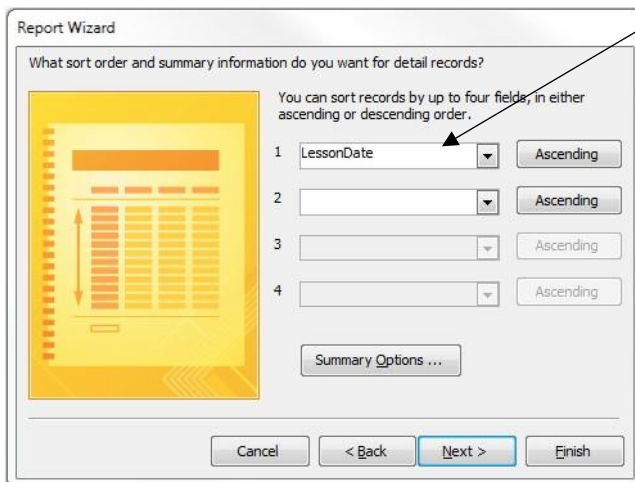 Report Wizard
What sort order and summary information do you want for detail records?
You can sort records by up to four fields, in either
ascending or descending order.
1 LessonDate Ascending
2 Ascending
3 Ascending
4 Ascending
Summary Options ...
Cancel < Back Next > Finish